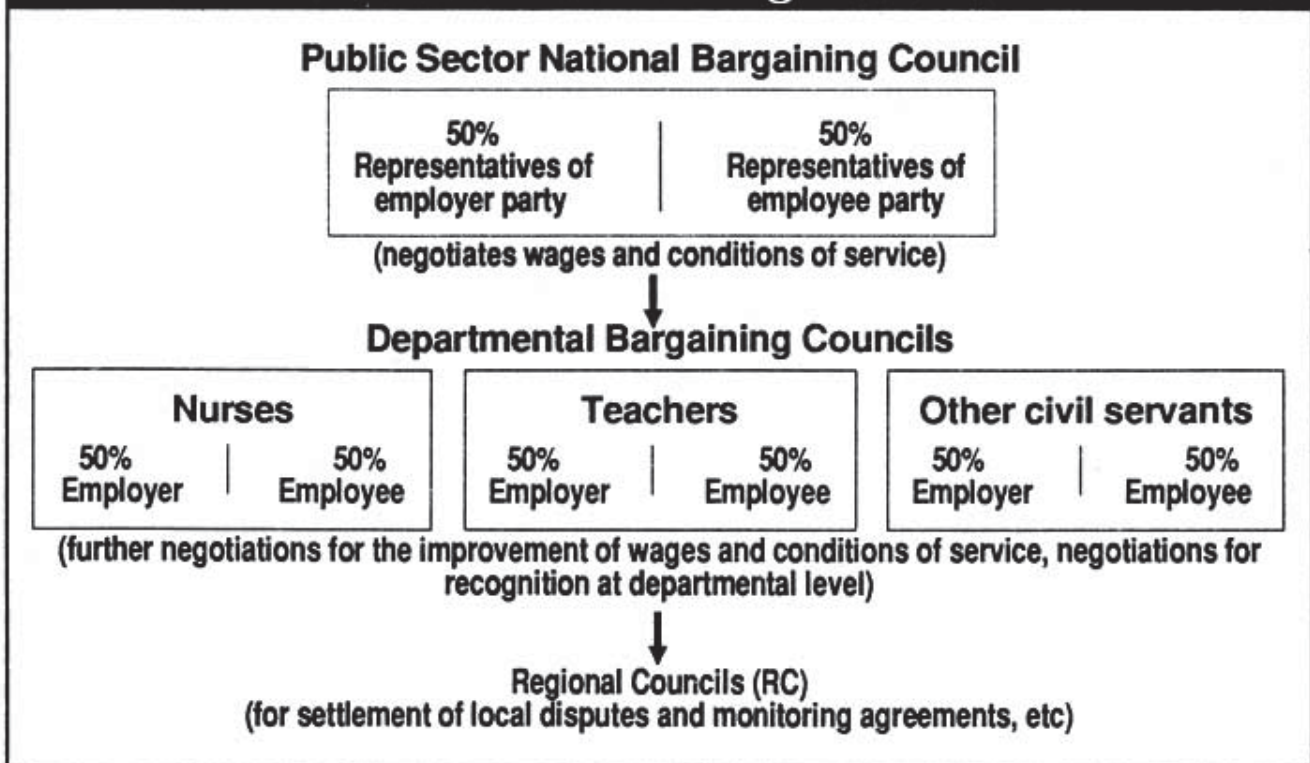 Public Sector National Bargaining Council
50% 50%
Representatives of Representatives of
employer party employee party
(negotiates wages and conditions of service)
Departmental Bargaining Councils
Nurses Teachers Other civil servants
50% 50% 50% 50% 50% 50%
Employer Employee Employer Employee Employer Employee
(further negotiations for the improvement of wages and conditions of service, negotiations for
recognition at departmental level)
Regional Councils (RC)
(for settlement of local disputes and monitoring agreements, etc)